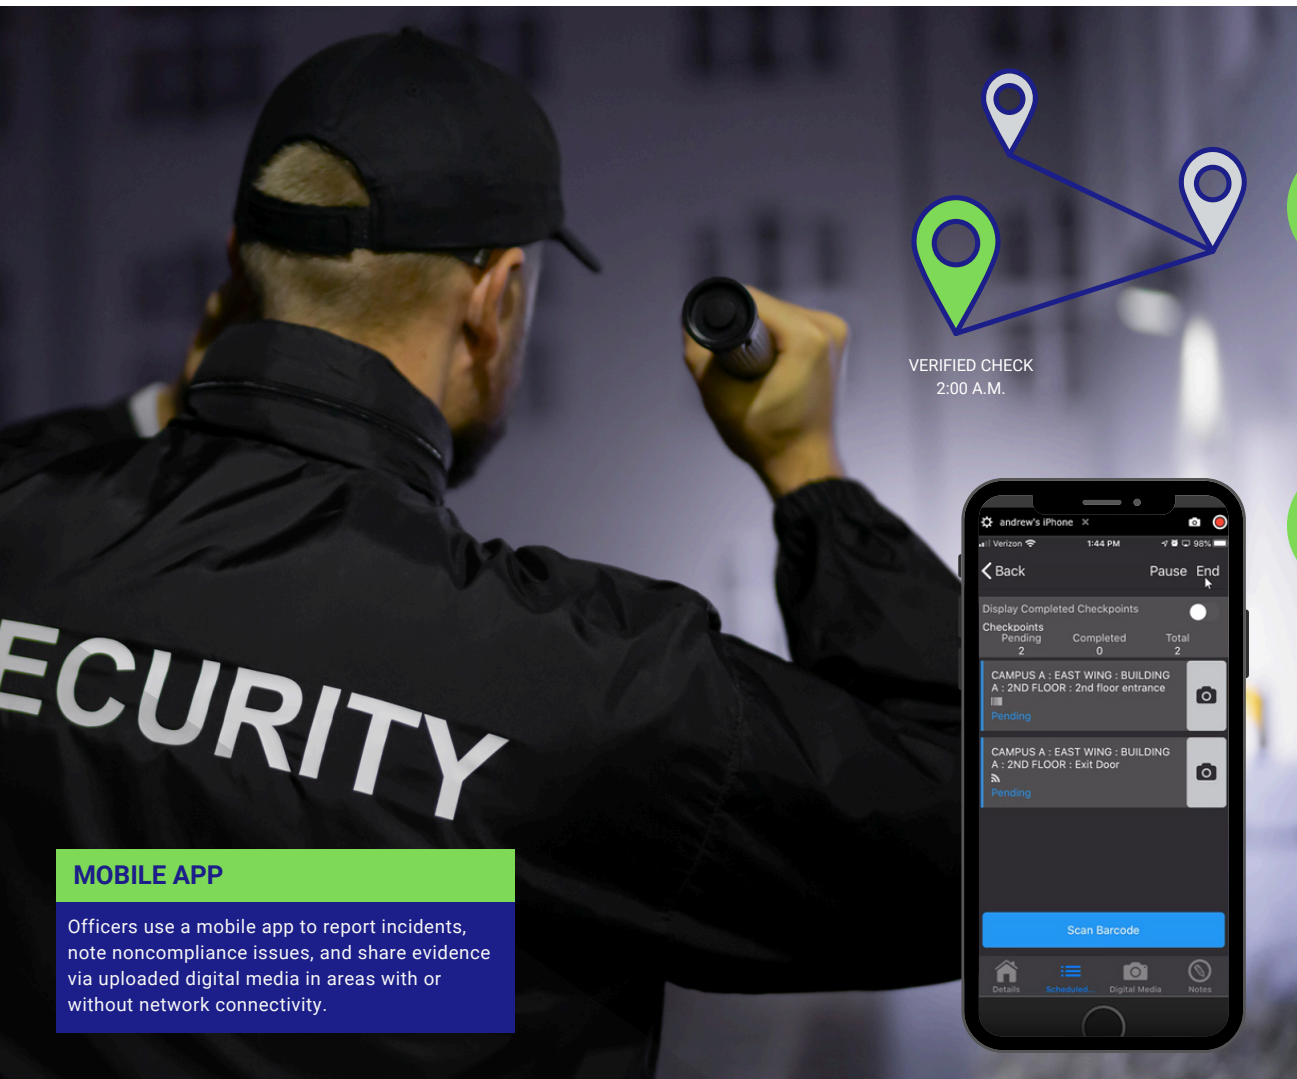 VERIFIED CHECK
2:00 A.M.
ECURITY
MOBILE APP
Officers use a mobile app to report incidents,
note noncompliance issues, and share evidence
via uploaded digital media in areas with or
without network connectivity.
andrew's iPhone ×
Verizon 1:44 PM 98%
Back Pause End
Display Completed Checkpoints
Checkpoints
Pending Completed Total
2 0 2
CAMPUS A : EAST WING : BUILDING
A : 2ND FLOOR : 2nd floor entrance
Pending
CAMPUS A : EAST WING : BUILDING
A : 2ND FLOOR : Exit Door
Pending
Scan Barcode
Details Scheduled... Digital Media Notes